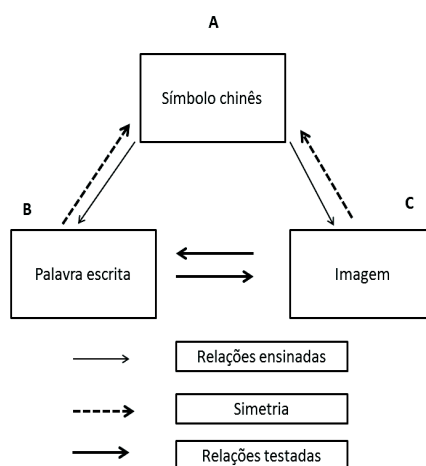 A
Símbolo chinês
B
C
Palavra escrita
Imagem
Relações ensinadas
Simetria
Relações testadas